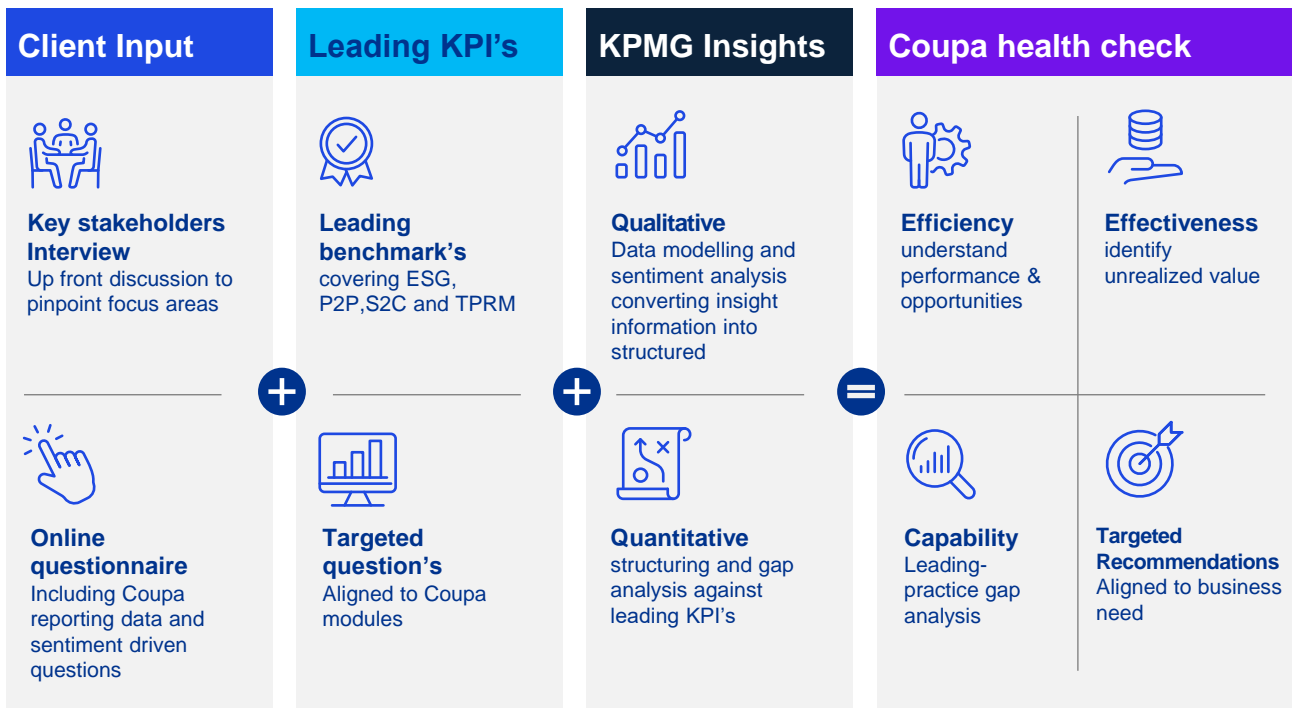 Client Input
Key stakeholders
Interview
Up front discussion to
pinpoint focus areas
Online
questionnaire
Including Coupa
reporting data and
sentiment driven
questions
Leading KPI’s
Leading
benchmark’s
covering ESG,
P2P,S2C and TPRM
Targeted
question’s
Aligned to Coupa
modules
KPMG Insights
Qualitative
Data modelling and
sentiment analysis
converting insight
information into
structured
Quantitative
structuring and gap
analysis against
leading KPI’s
Coupa health check
Efficiency
understand
performance &
opportunities
Effectiveness
identify
unrealized value
Capability
Leading-
practice gap
analysis
Targeted
Recommendations
Aligned to business
need